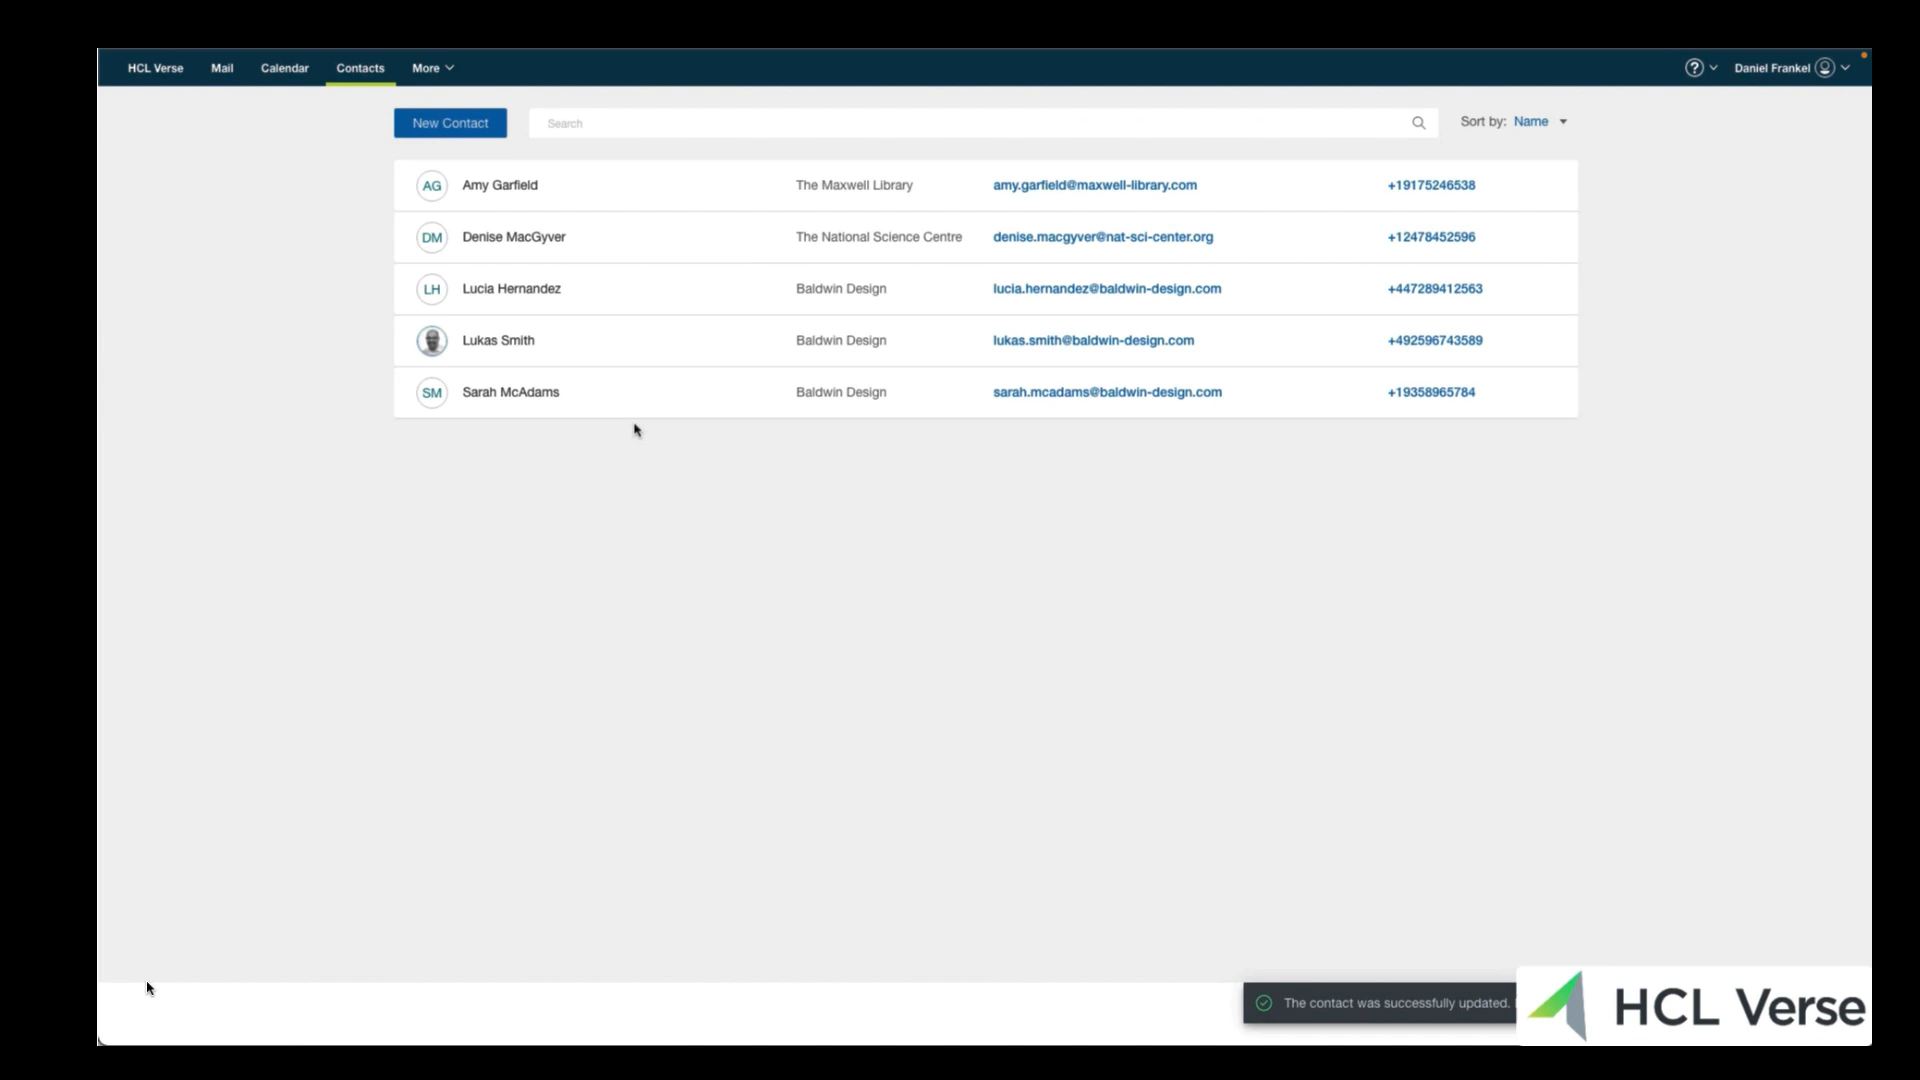 HCL Verse Mail Calendar Contacts More ? Daniel Frankel
New Contact Search Sort by: Name
AG Amy Garfield The Maxwell Library amy.garfield@maxwell-library.com +19175246538
DM Denise MacGyver The National Science Centre denise.macgyver@nat-sci-center.org +12478452596
LH Lucia Hernandez Baldwin Design lucia.hernandez@baldwin-design.com +447289412563
Lukas Smith Baldwin Design lukas.smith@baldwin-design.com +492596743589
SM Sarah McAdams Baldwin Design sarah.mcadams@baldwin-design.com +19358965784
The contact was successfully updated.
HCL Verse